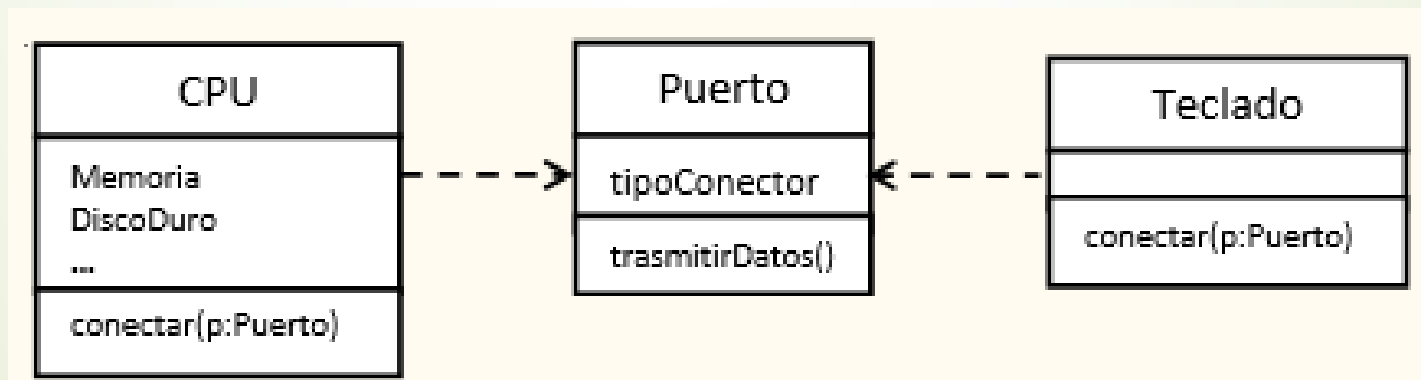 CPU
Memoria
DiscoDuro
...
conectar(p:Puerto)
Puerto
tipoConector
trasmitirDatos()
Teclado
conectar(p:Puerto)